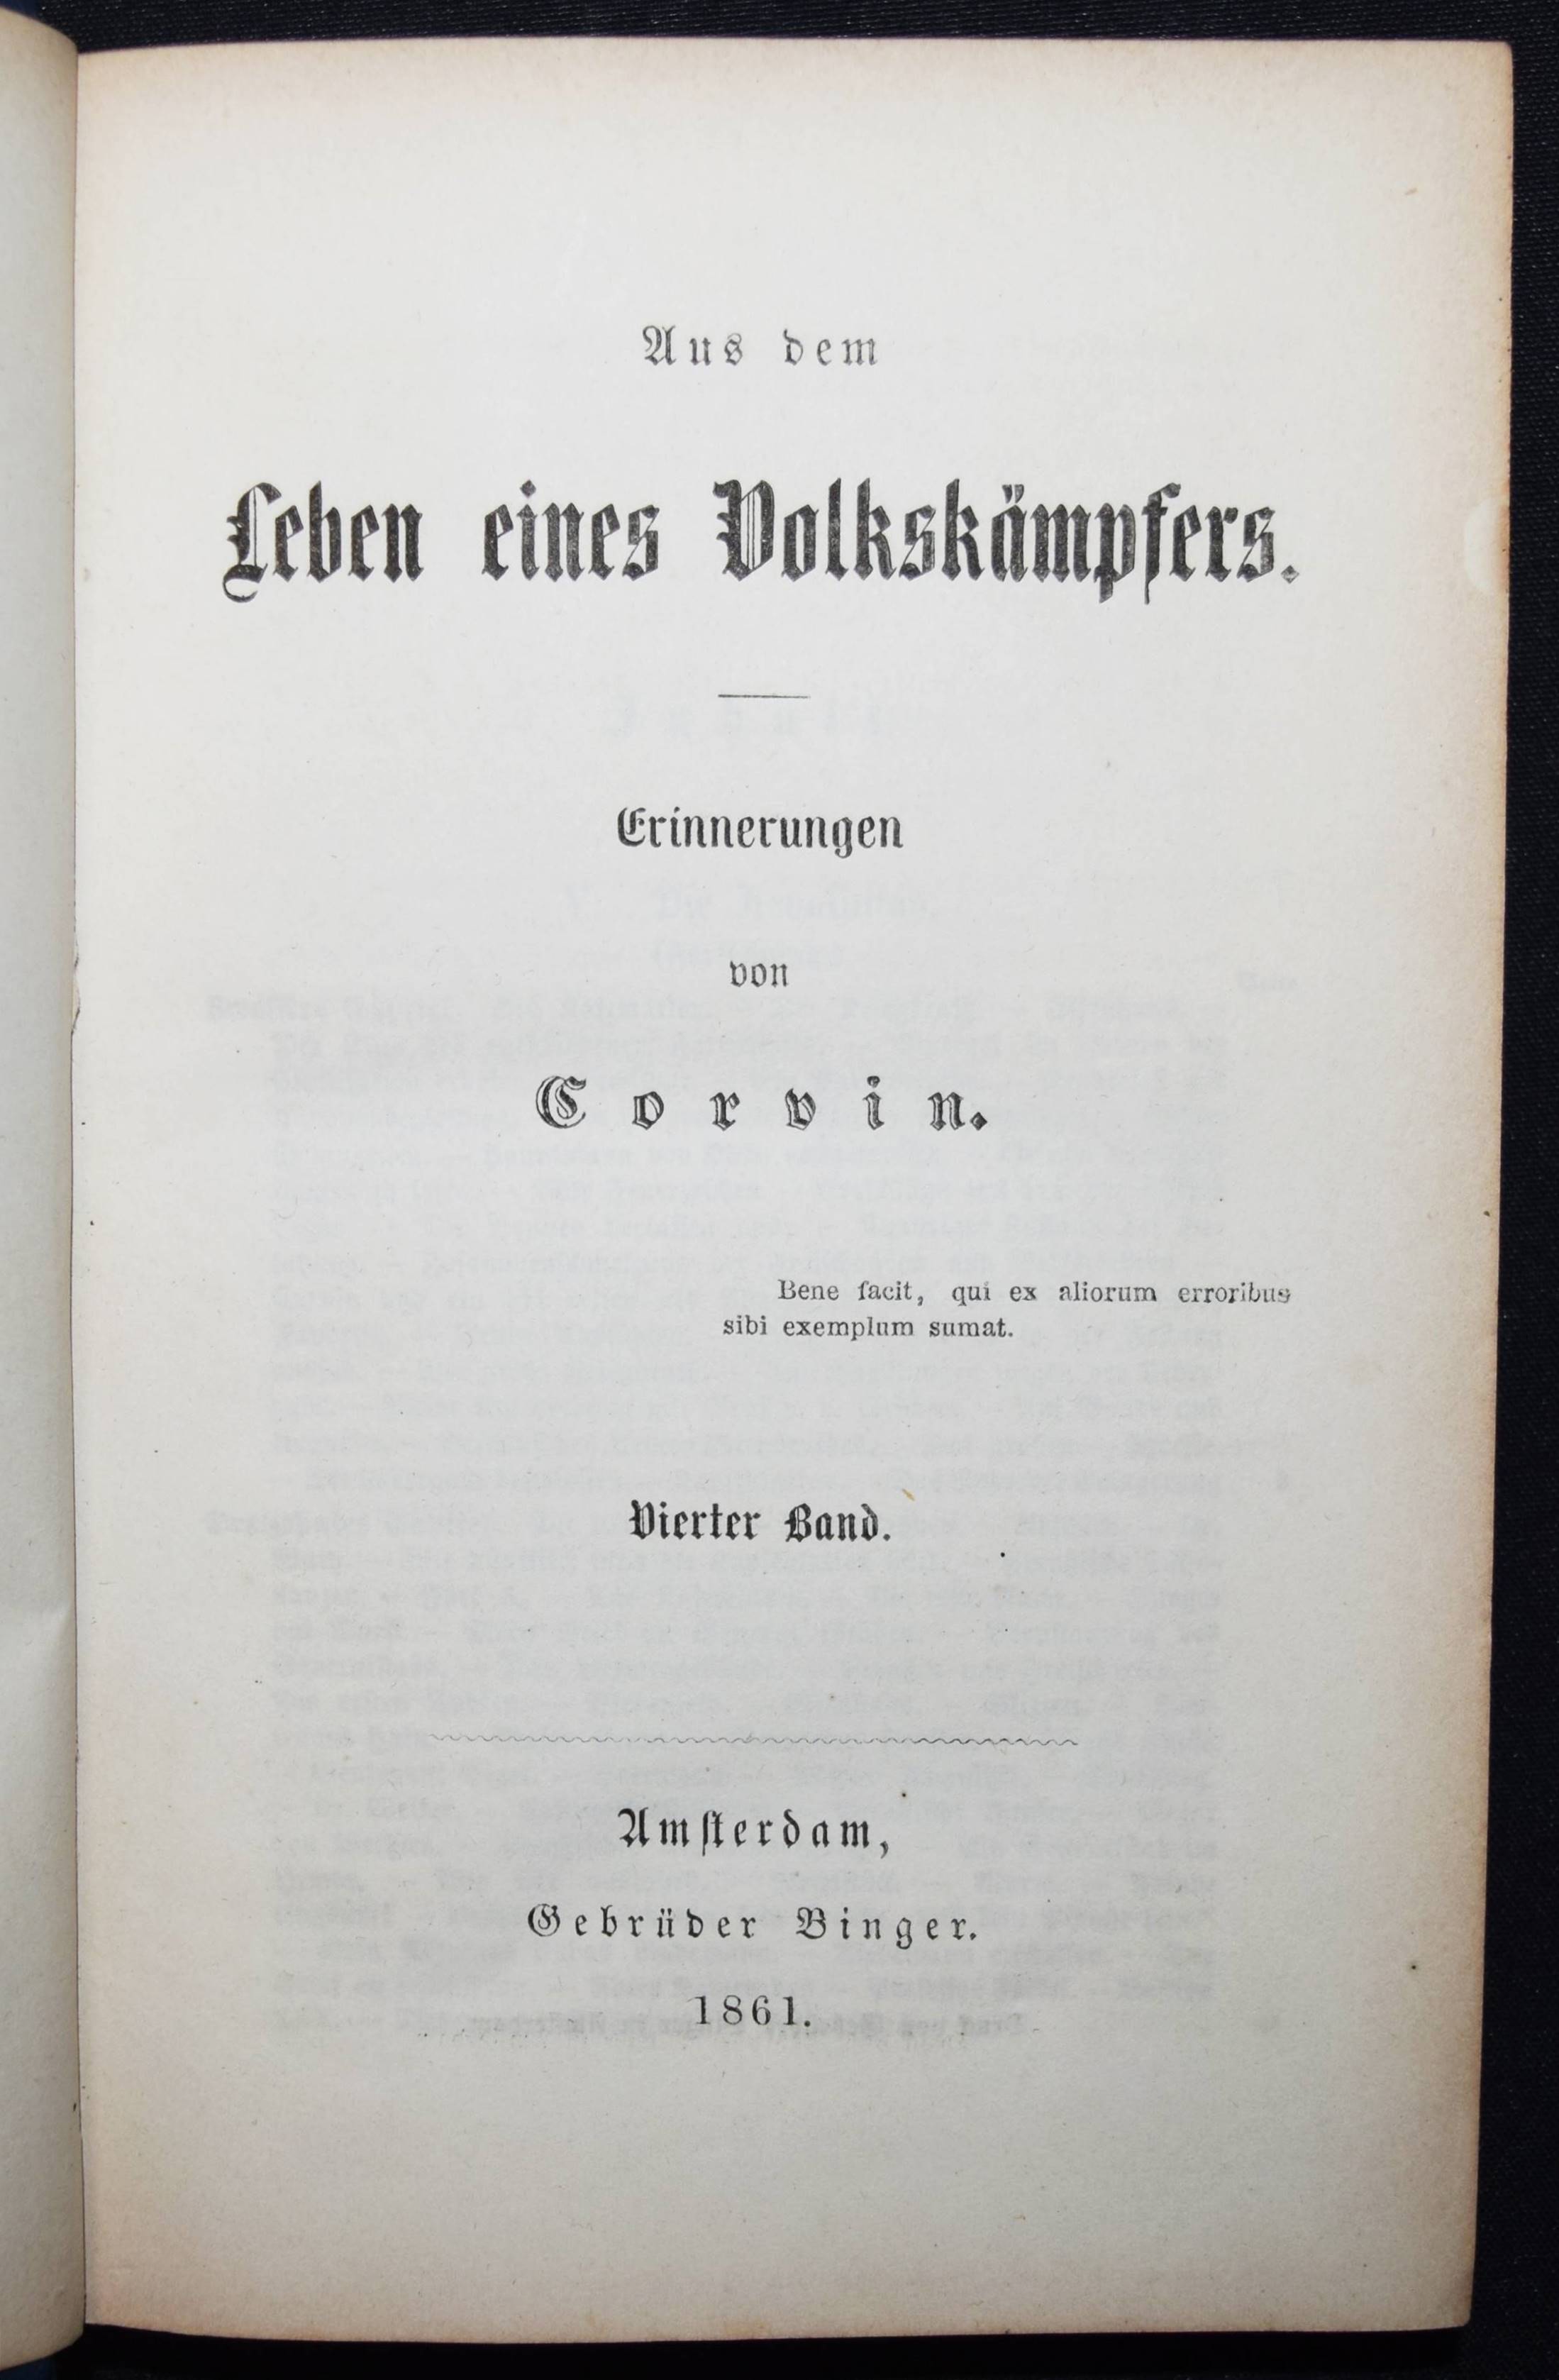 Aus dem
Leben eines Volkskämpfers.
Erinnerungen
von
Corvin.
Bene facit, qui ex aliorum erroribus
sibi exemplum sumat.
Vierter Band.
Amsterdam,
Gebrüder Binger.
1861.